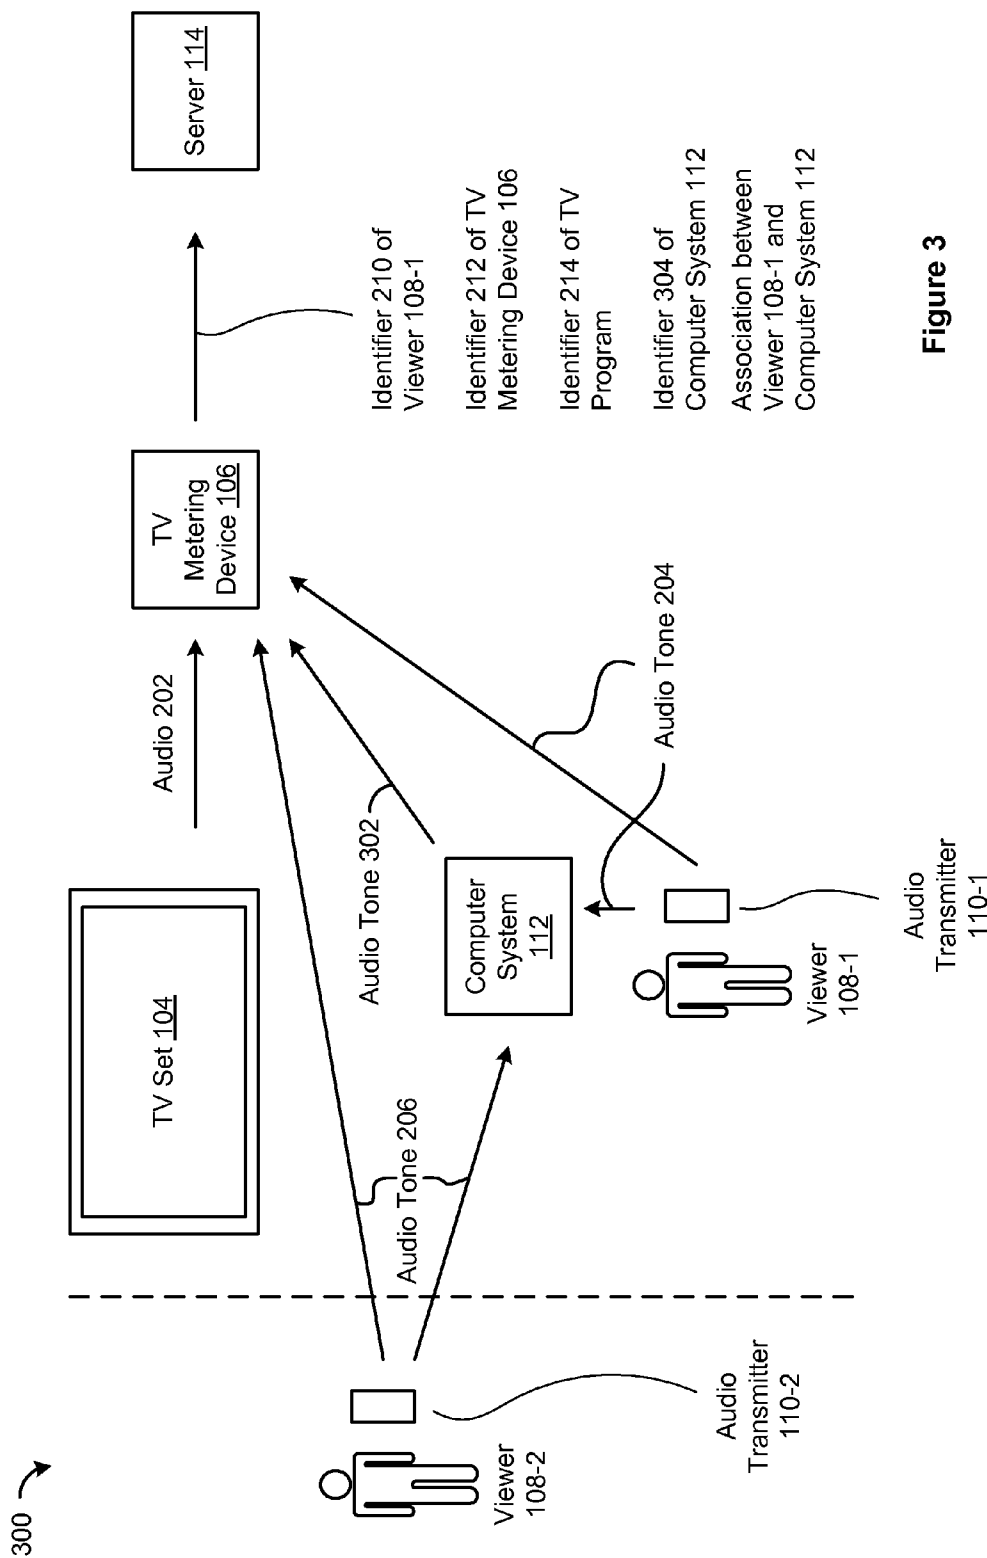 300
TV Set 104
Audio 202
TV
Metering
Device 106
Server 114
Identifier 210 of
Viewer 108-1
Identifier 212 of TV
Metering Device 106
Identifier 214 of TV
Program
Identifier 304 of
Computer System 112
Association between
Viewer 108-1 and
Computer System 112
Audio Tone 206
Audio Tone 302
Computer
System
112
Audio Tone 204
Viewer
108-2
Audio
Transmitter
110-2
Viewer
108-1
Audio
Transmitter
110-1
Figure 3